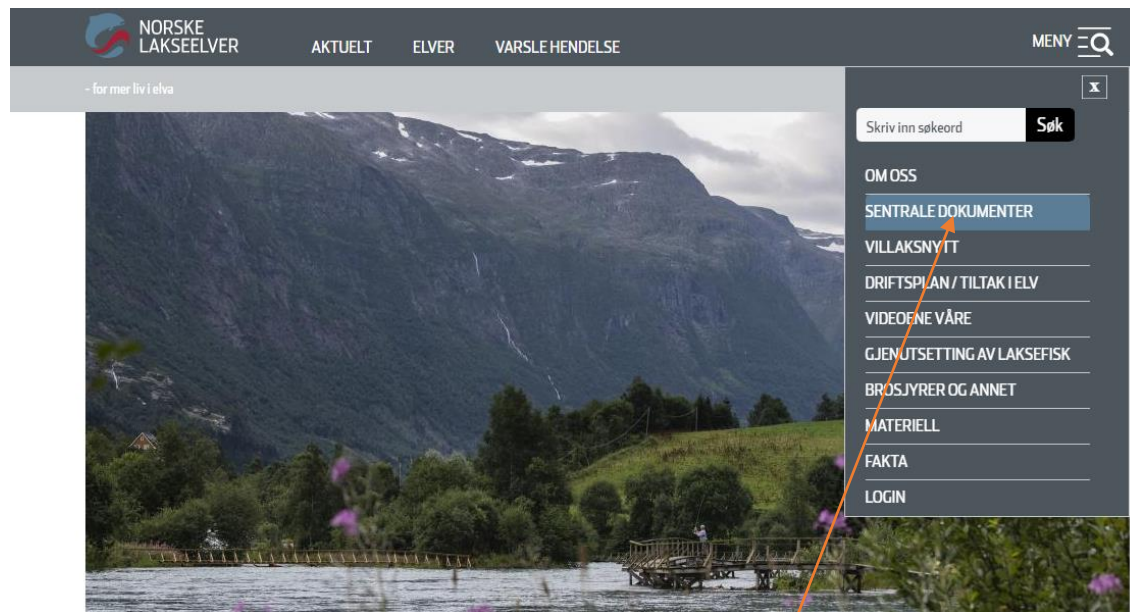 NORSKE
LAKSEELVER
AKTUELT
ELVER
VARSLE HENDELSE
MENY
- for mer liv i elva
x
Skriv inn søkeord
Søk
OM OSS
SENTRALE DOKUMENTER
VILLAKSNYTT
DRIFTSPLAN / TILTAK I ELV
VIDEOENE VÅRE
GJENUTSETTING AV LAKSEFISK
BROSJYRER OG ANNET
MATERIELL
FAKTA
LOGIN